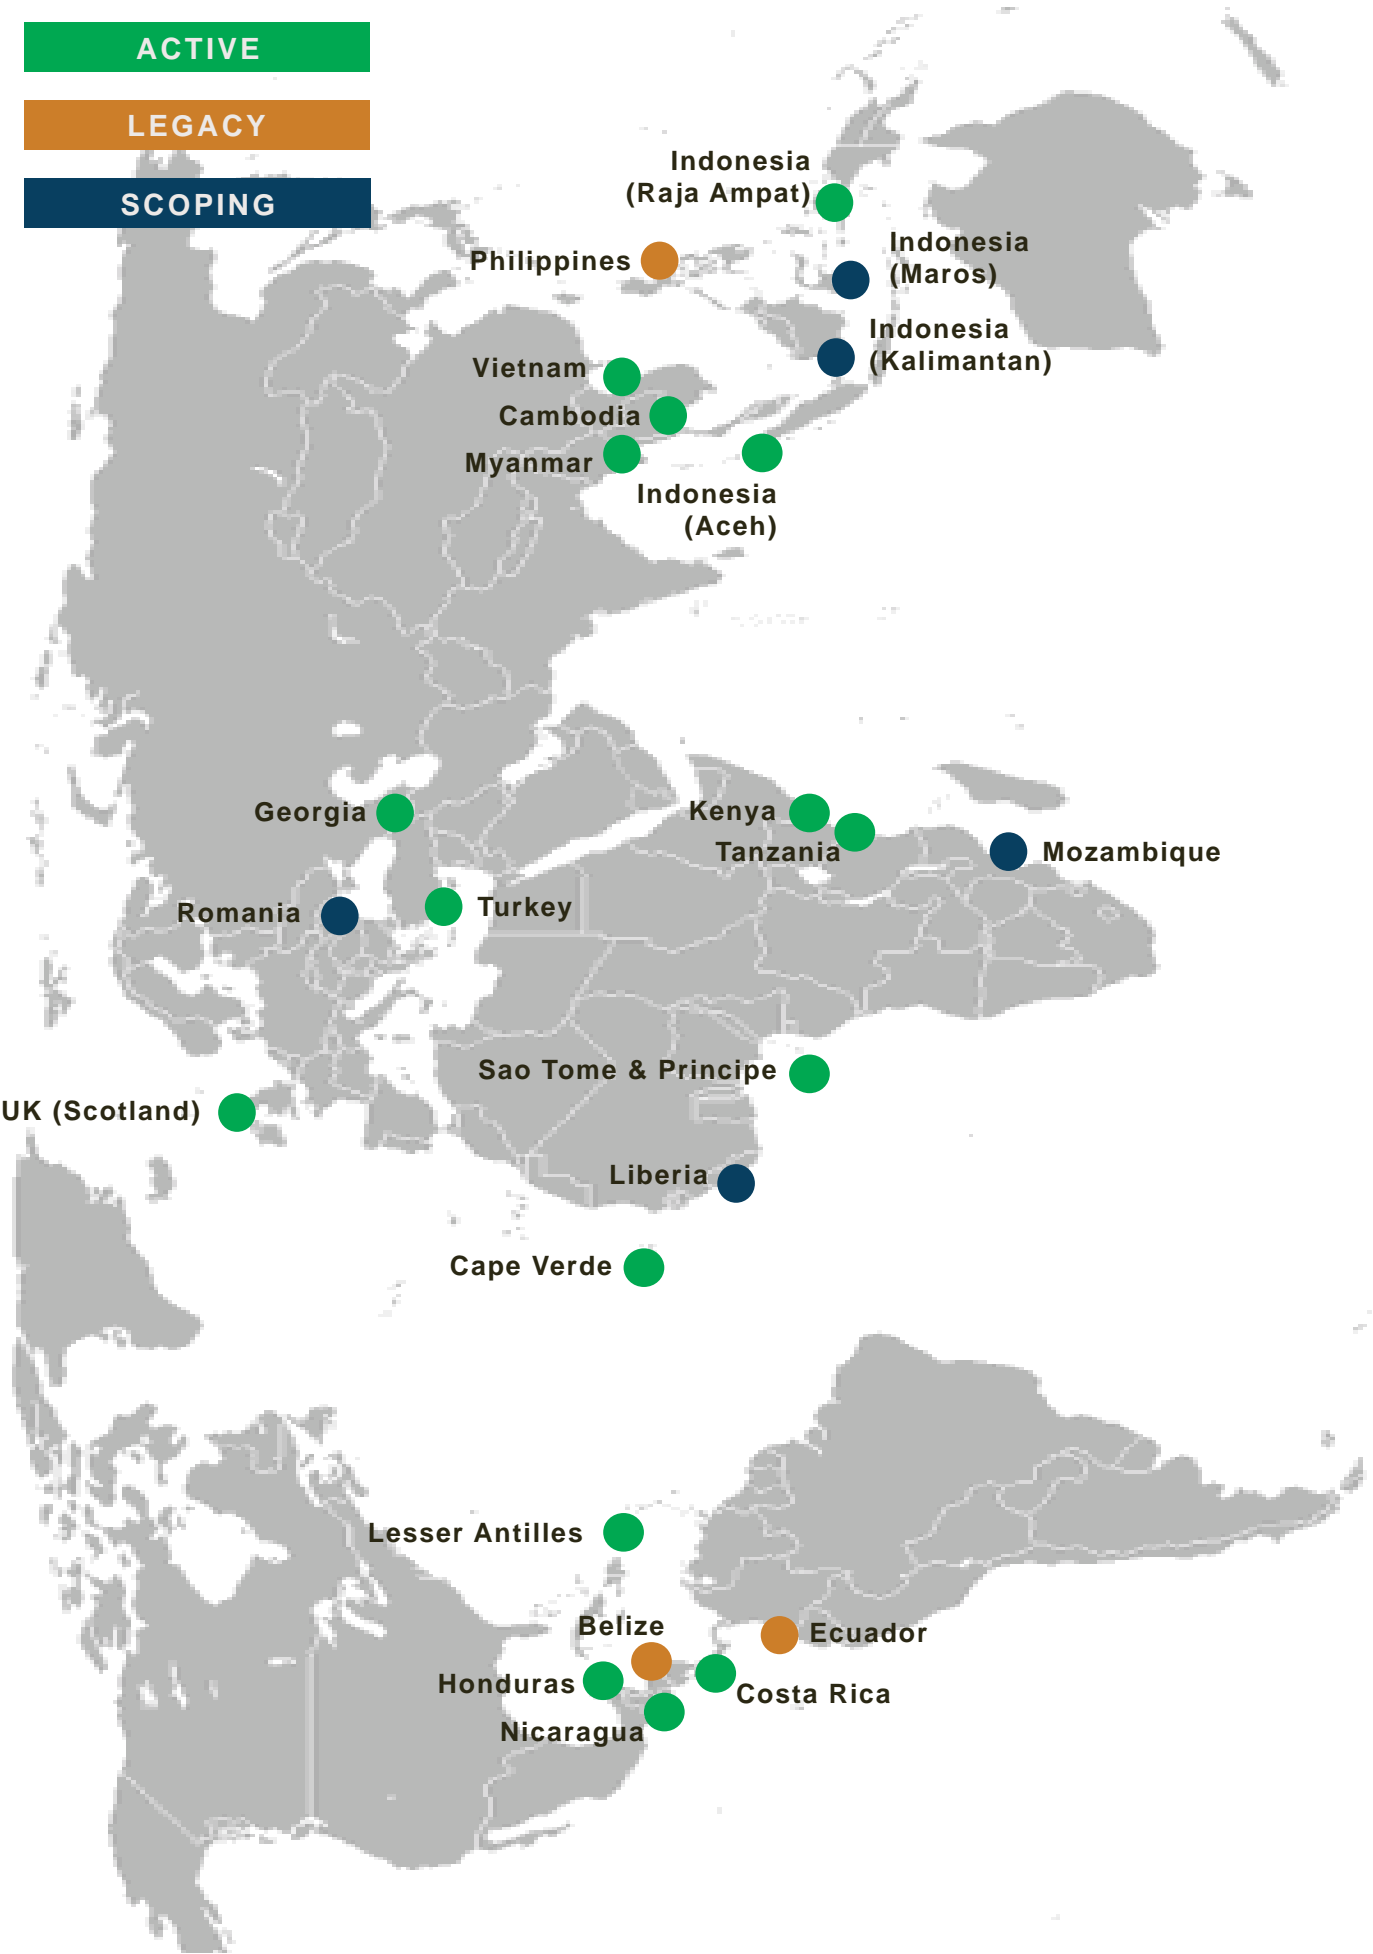 ACTIVE
LEGACY
SCOPING
Indonesia
(Raja Ampat)
Philippines
Indonesia
(Maros)
Indonesia
(Kalimantan)
Vietnam
Cambodia
Myanmar
Indonesia
(Aceh)
Georgia
Kenya
Tanzania
Mozambique
Romania
Turkey
Sao Tome & Principe
UK (Scotland)
Liberia
Cape Verde
Lesser Antilles
Belize
Ecuador
Honduras
Costa Rica
Nicaragua